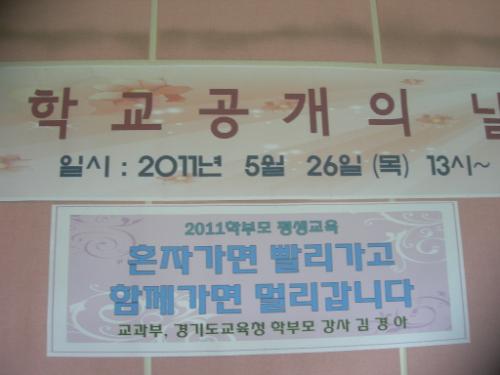 학교공개의 날
일시 : 2011년 5월 26일 (목) 13시~
2011학부모 평생교육
혼자가면 빨리가고
함께가면 멀리갑니다
교과부, 경기도교육청 학부모 강사 김경아